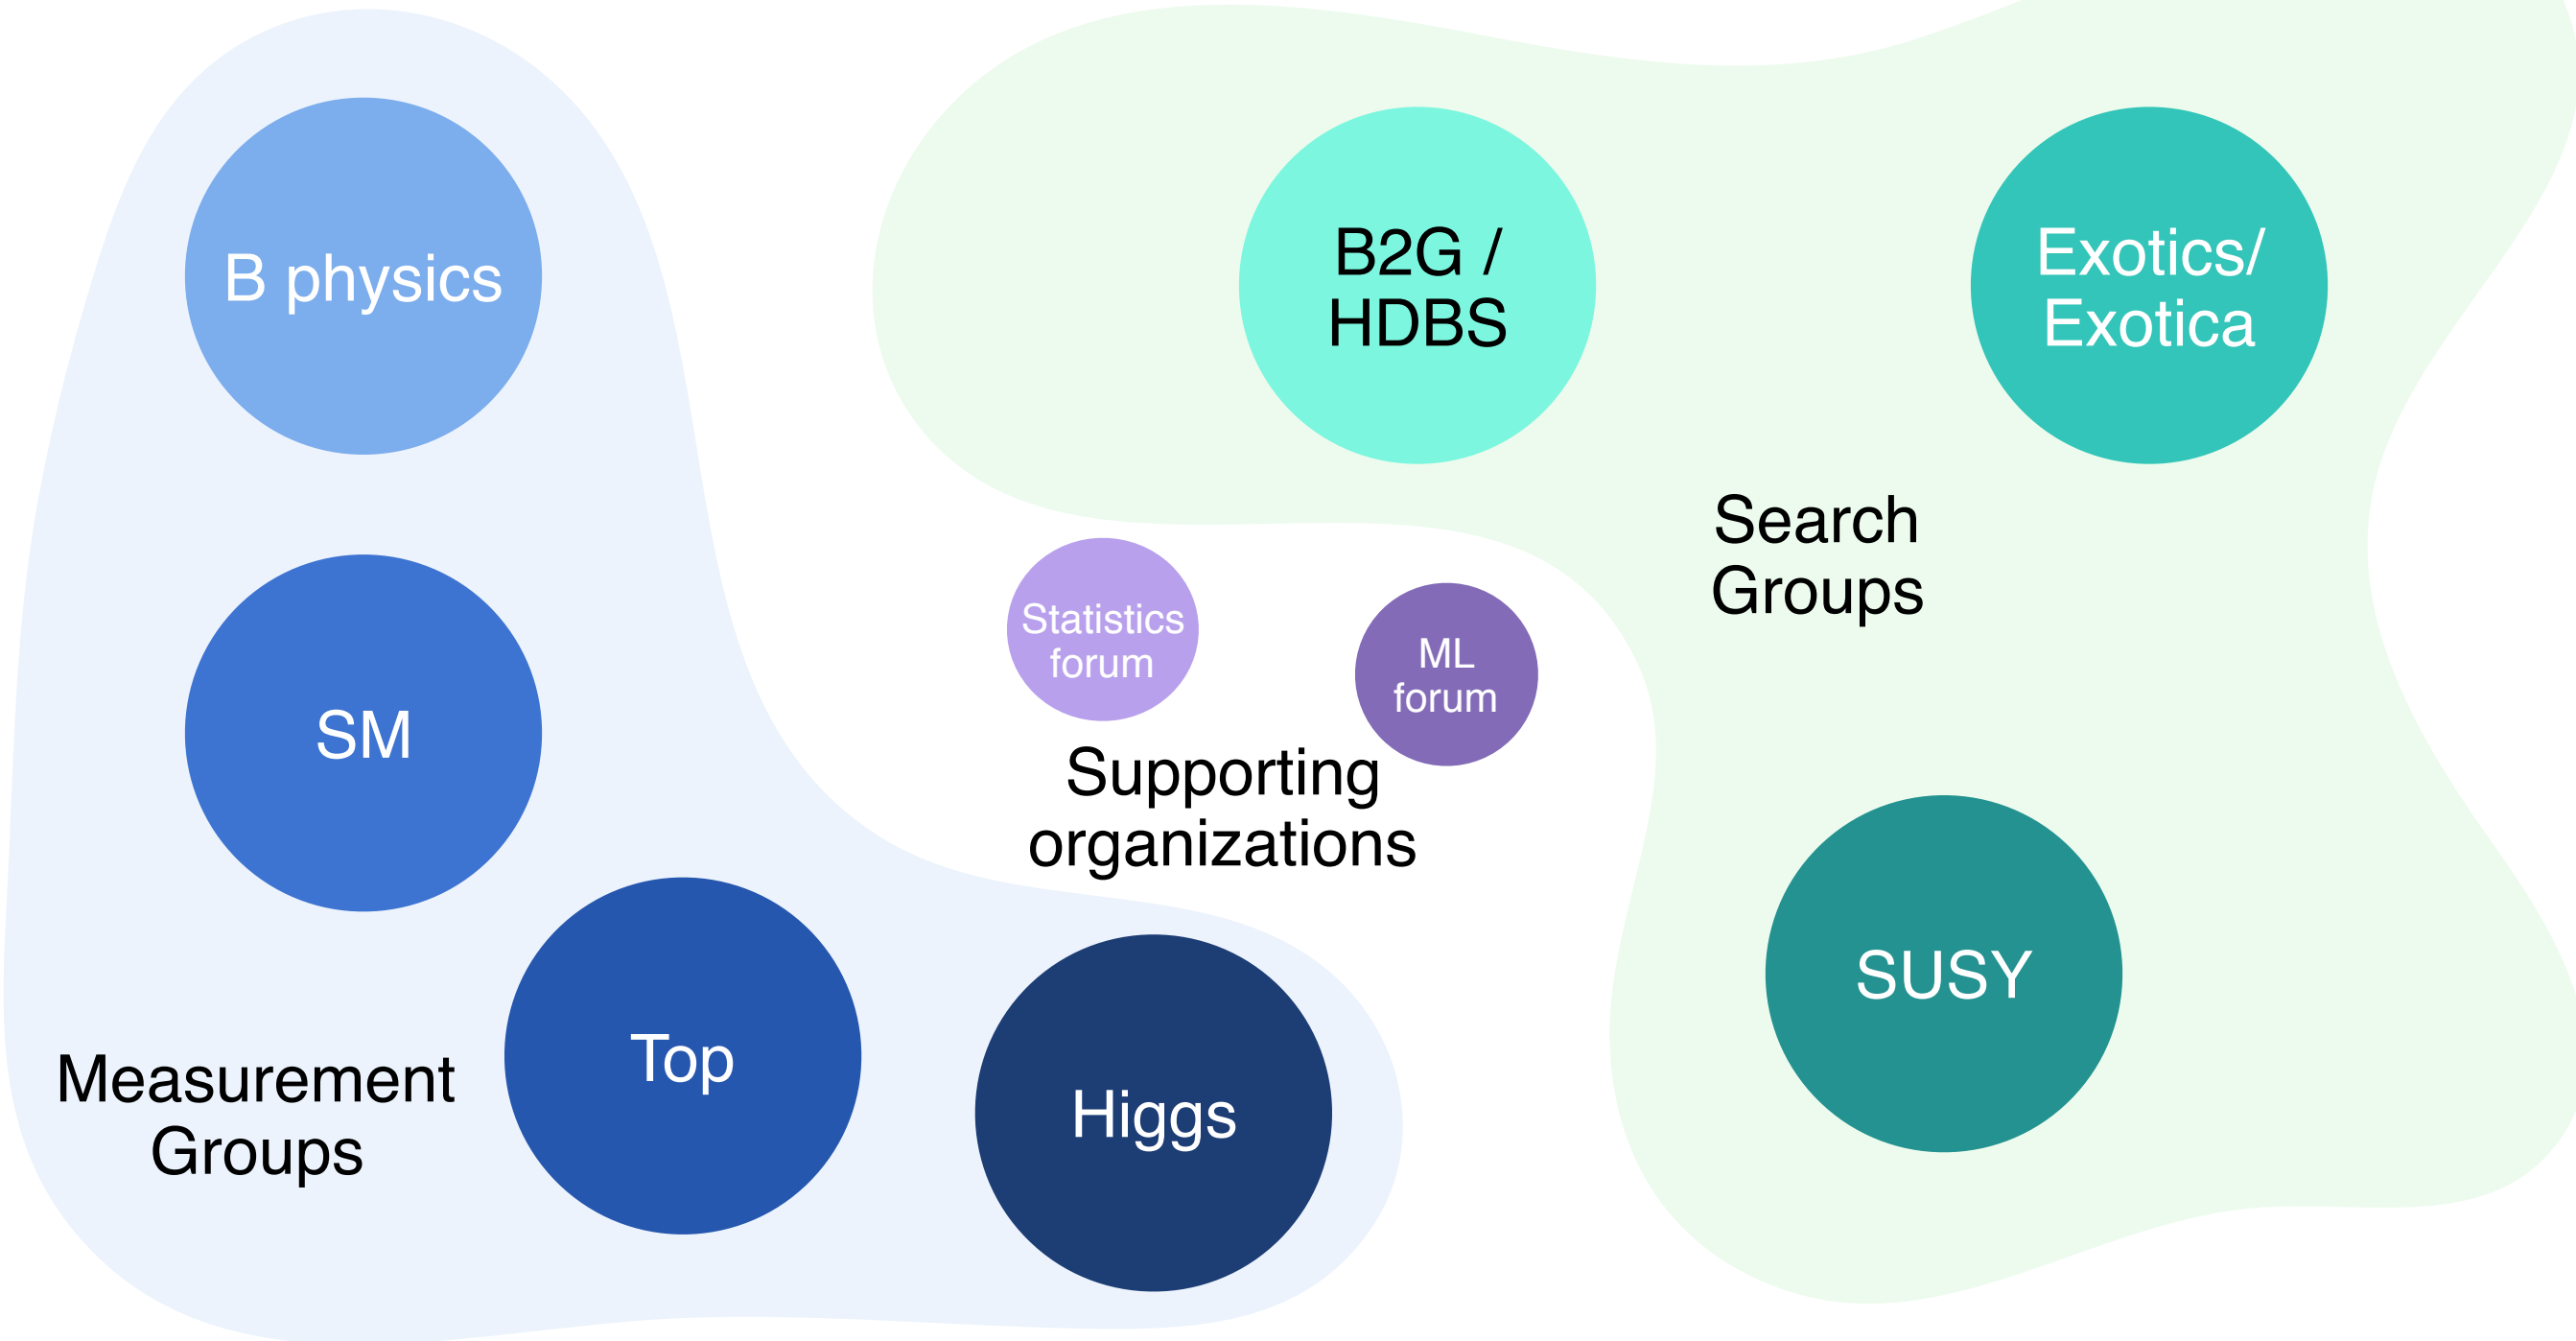 B physics
SM
Top
Higgs
Measurement
Groups
B2G /
HDBS
Exotics/
Exotica
Search
Groups
SUSY
Statistics
forum
ML
forum
Supporting
organizations